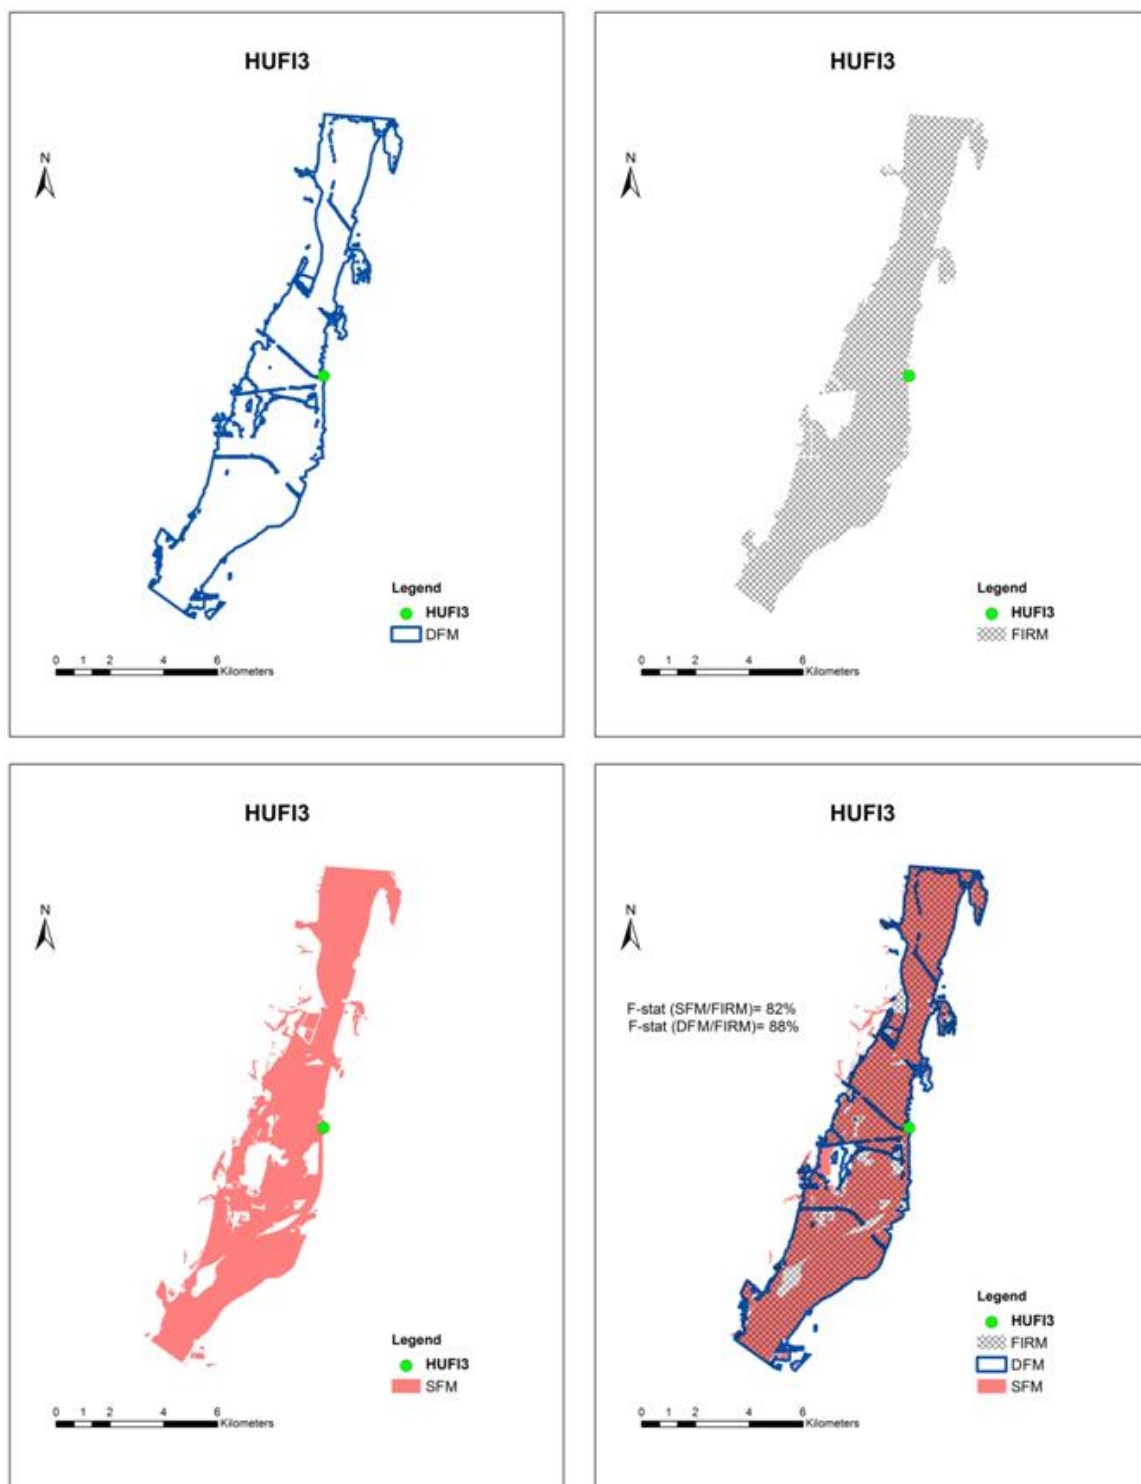 HUFI3
N
Legend
HUFI3
DFM
0 1 2 4 6
Kilometers
HUFI3
N
Legend
HUFI3
FIRM
0 1 2 4 6
Kilometers
HUFI3
N
Legend
HUFI3
SFM
0 1 2 4 6
Kilometers
HUFI3
N
F-stat (SFM/FIRM)= 82%
F-stat (DFM/FIRM)= 88%
Legend
HUFI3
FIRM
DFM
SFM
0 1 2 4 6
Kilometers